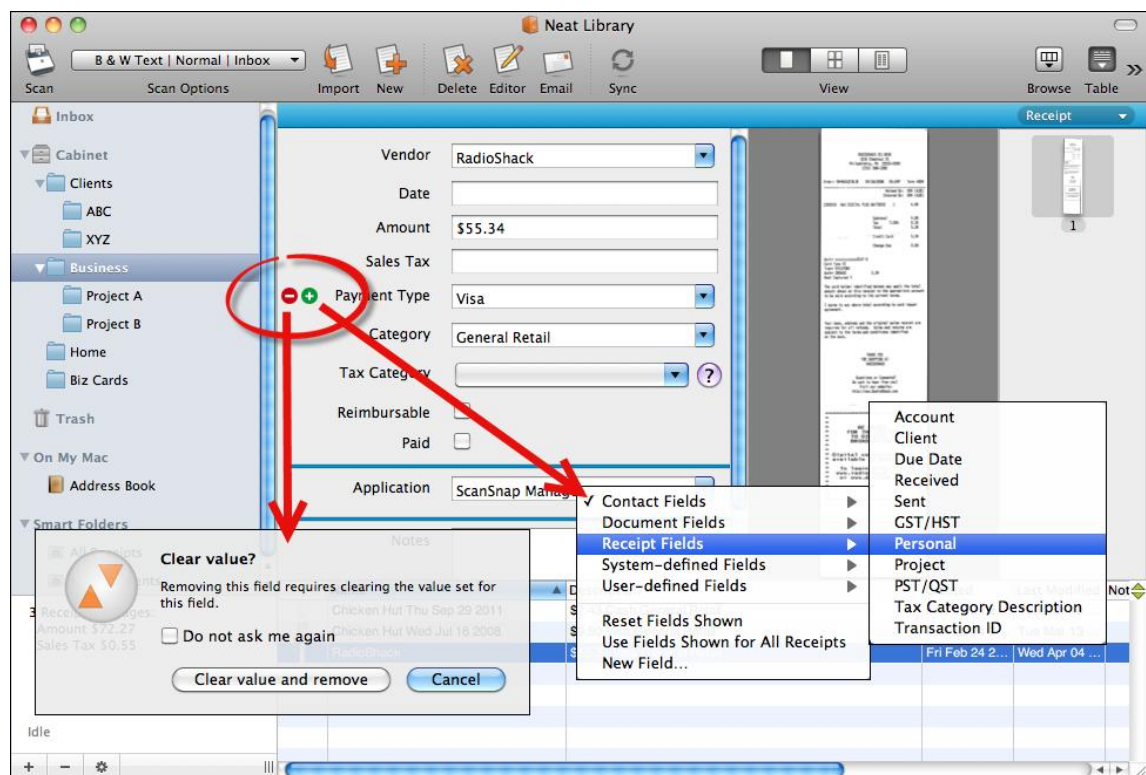 Neat Library
B & W Text | Normal | Inbox
Scan
Scan Options
Import
New
Delete
Editor
Email
Sync
View
Browse
Table
»
Inbox
Cabinet
Clients
ABC
XYZ
Business
Project A
Project B
Home
Biz Cards
Trash
On My Mac
Address Book
Smart Folders
Receipt
Vendor RadioShack
Date
Amount $55.34
Sales Tax
Payment Type Visa
Category General Retail
Tax Category ?
Reimbursable
Paid
Application ScanSnap
Notes
1
✓ Contact Fields
Document Fields
Receipt Fields
System-defined Fields
User-defined Fields
Reset Fields Shown
Use Fields Shown for All Receipts
New Field...
Account
Client
Due Date
Received
Sent
GST/HST
Personal
Project
PST/QST
Tax Category Description
Transaction ID
Clear value?
Removing this field requires clearing the value set for
this field.
Do not ask me again
Clear value and remove
Cancel
Amount $72.27
Sales Tax $0.55
Idle
Last Modified
Not
Chicken Hut Thu Sep 29 2011
Chicken Hut Wed Jul 16 2008
RadioShack
Fri Feb 24 2...
Wed Apr 04 ...